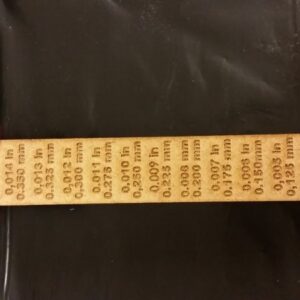 0,014 in
0.350 mm
0,013 in
0.325 mm
0,012 in
0,300 mm
0,011 in
0.275 mm
0,010 in
0,250 mm
0.009 in
0.225 mm
0,008 in
0.200 mm
0,007 in
0.175 mm
0,006 in
0.150mm
0,005 in
0,125 mm